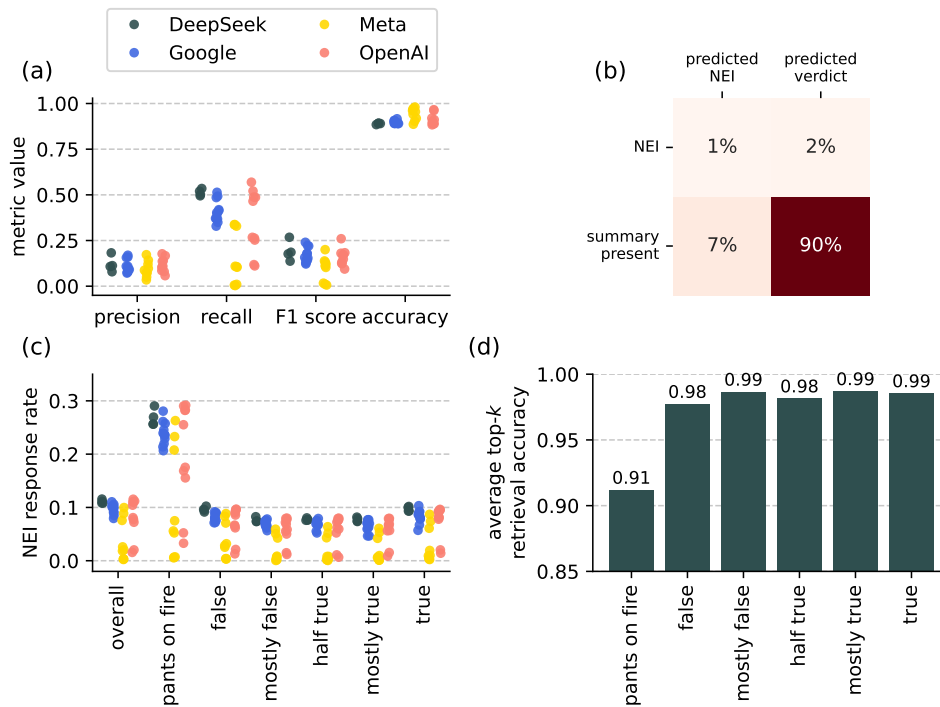 DeepSeek
Google
Meta
OpenAI
(a)
metric value
1.00
0.75
0.50
0.25
0.00
precision
recall
F1 score
accuracy
(b)
predicted
NEI
predicted
verdict
NEI
summary
present
1%
2%
7%
90%
(c)
NEI response rate
0.3
0.2
0.1
0.0
overall
pants on fire
false
mostly false
half true
mostly true
true
(d)
average top-k
retrieval accuracy
1.00
0.95
0.90
0.85
0.91
0.98
0.99
0.98
0.99
0.99
pants on fire
false
mostly false
half true
mostly true
true